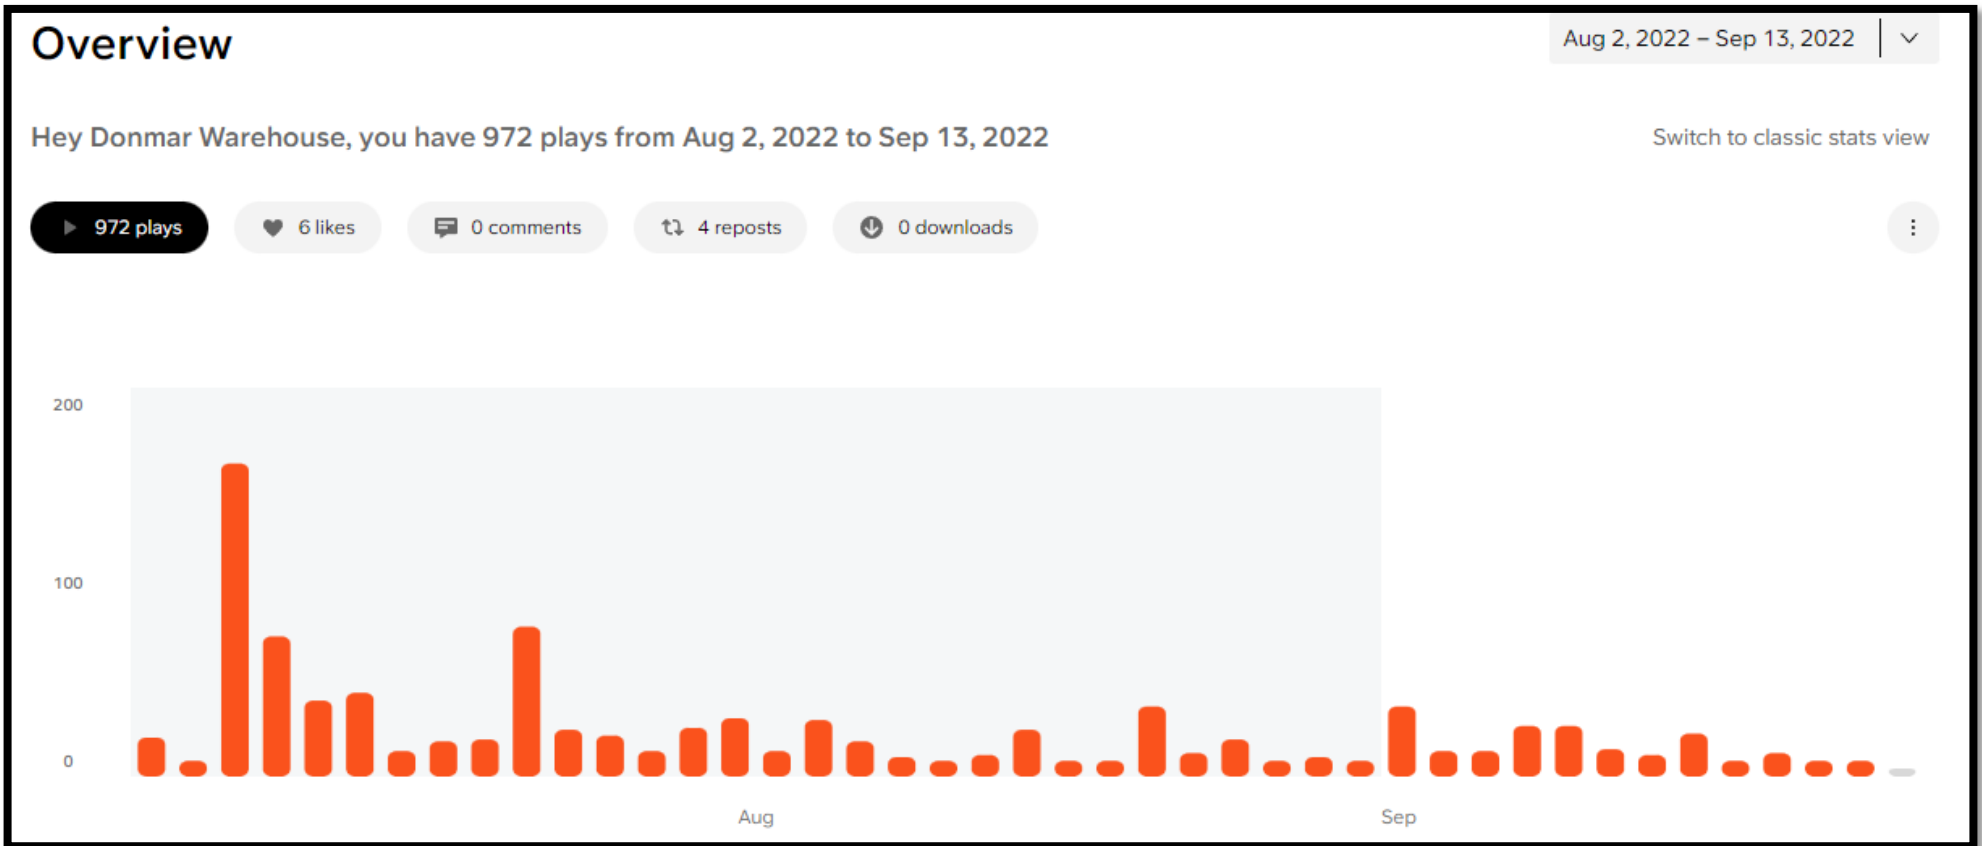 Overview
Aug 2, 2022 – Sep 13, 2022
Hey Donmar Warehouse, you have 972 plays from Aug 2, 2022 to Sep 13, 2022
Switch to classic stats view
972 plays
6 likes
0 comments
4 reposts
0 downloads
200
100
0
Aug
Sep